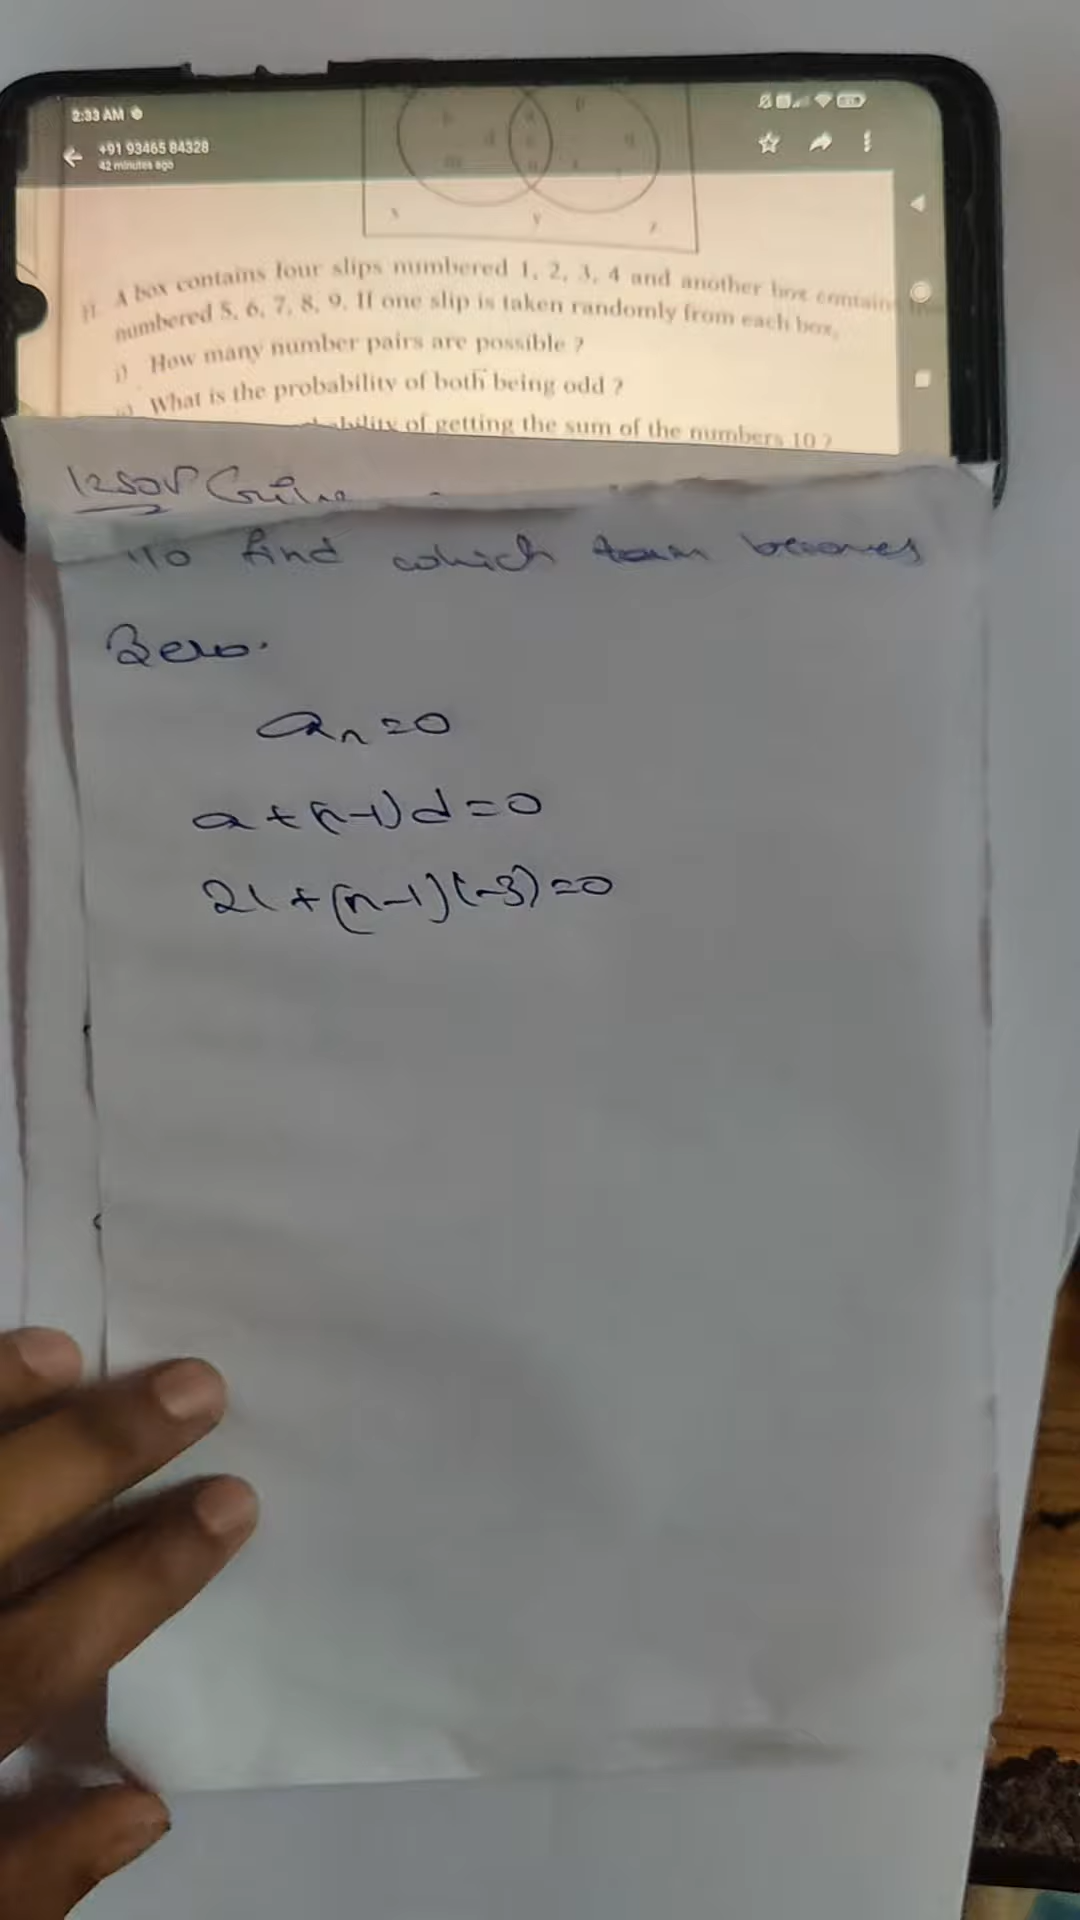 2:33 AM
+91 93465 84328
42 minutes ago
x y z
A box contains four slips numbered 1, 2, 3, 4 and another box contains
numbered 5, 6, 7, 8, 9. If one slip is taken randomly from each box,
i) How many number pairs are possible ?
What is the probability of both being odd ?
of getting the sum of the numbers 10 ?
To find which term becomes
Zero.
aₙ=0
a+(n-1)d=0
21+(n-1)(-3)=0